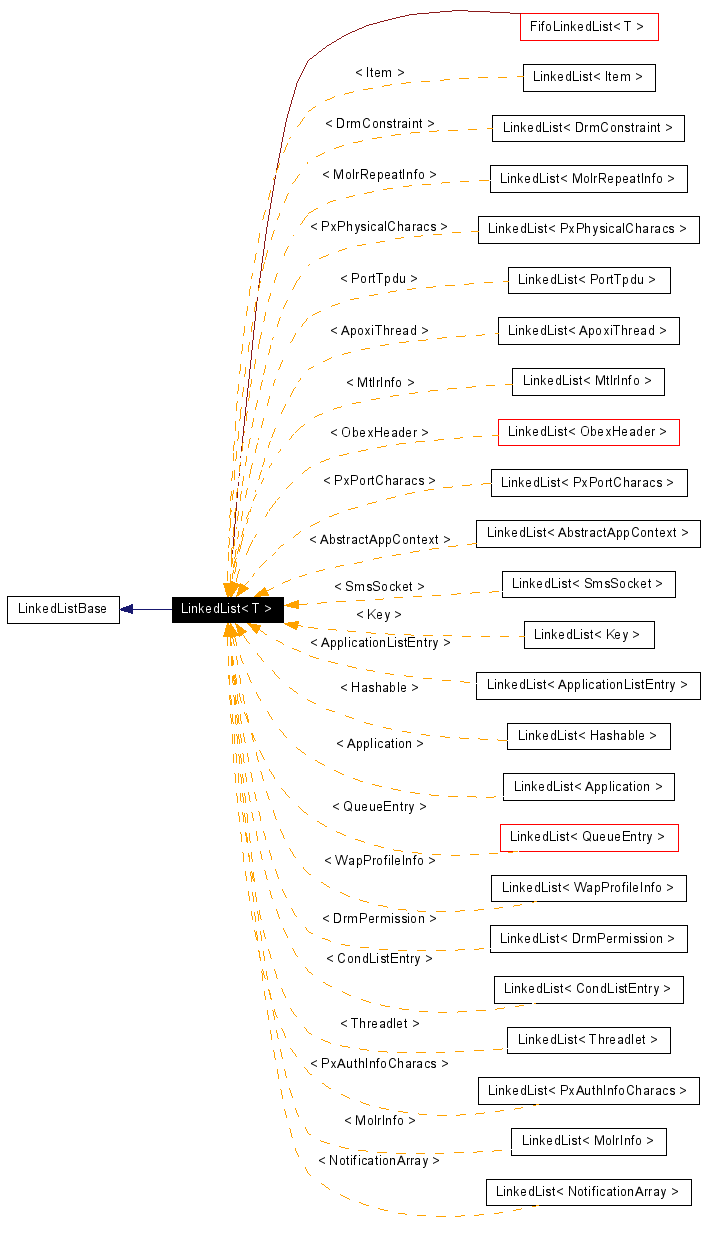 FifoLinkedList< T >
< Item >
LinkedList< Item >
< DrmConstraint >
LinkedList< DrmConstraint >
< MolrRepeatInfo >
LinkedList< MolrRepeatInfo >
< PxPhysicalCharacs >
LinkedList< PxPhysicalCharacs >
< PortTpdu >
LinkedList< PortTpdu >
< ApoxiThread >
LinkedList< ApoxiThread >
< MtlrInfo >
LinkedList< MtlrInfo >
< ObexHeader >
LinkedList< ObexHeader >
< PxPortCharacs >
LinkedList< PxPortCharacs >
< AbstractAppContext >
LinkedList< AbstractAppContext >
< SmsSocket >
LinkedList< SmsSocket >
LinkedListBase
LinkedList< T >
< Key >
LinkedList< Key >
< ApplicationListEntry >
LinkedList< ApplicationListEntry >
< Hashable >
LinkedList< Hashable >
< Application >
LinkedList< Application >
< QueueEntry >
LinkedList< QueueEntry >
< WapProfileInfo >
LinkedList< WapProfileInfo >
< DrmPermission >
LinkedList< DrmPermission >
< CondListEntry >
LinkedList< CondListEntry >
< Threadlet >
LinkedList< Threadlet >
< PxAuthInfoCharacs >
LinkedList< PxAuthInfoCharacs >
< MolrInfo >
LinkedList< MolrInfo >
< NotificationArray >
LinkedList< NotificationArray >